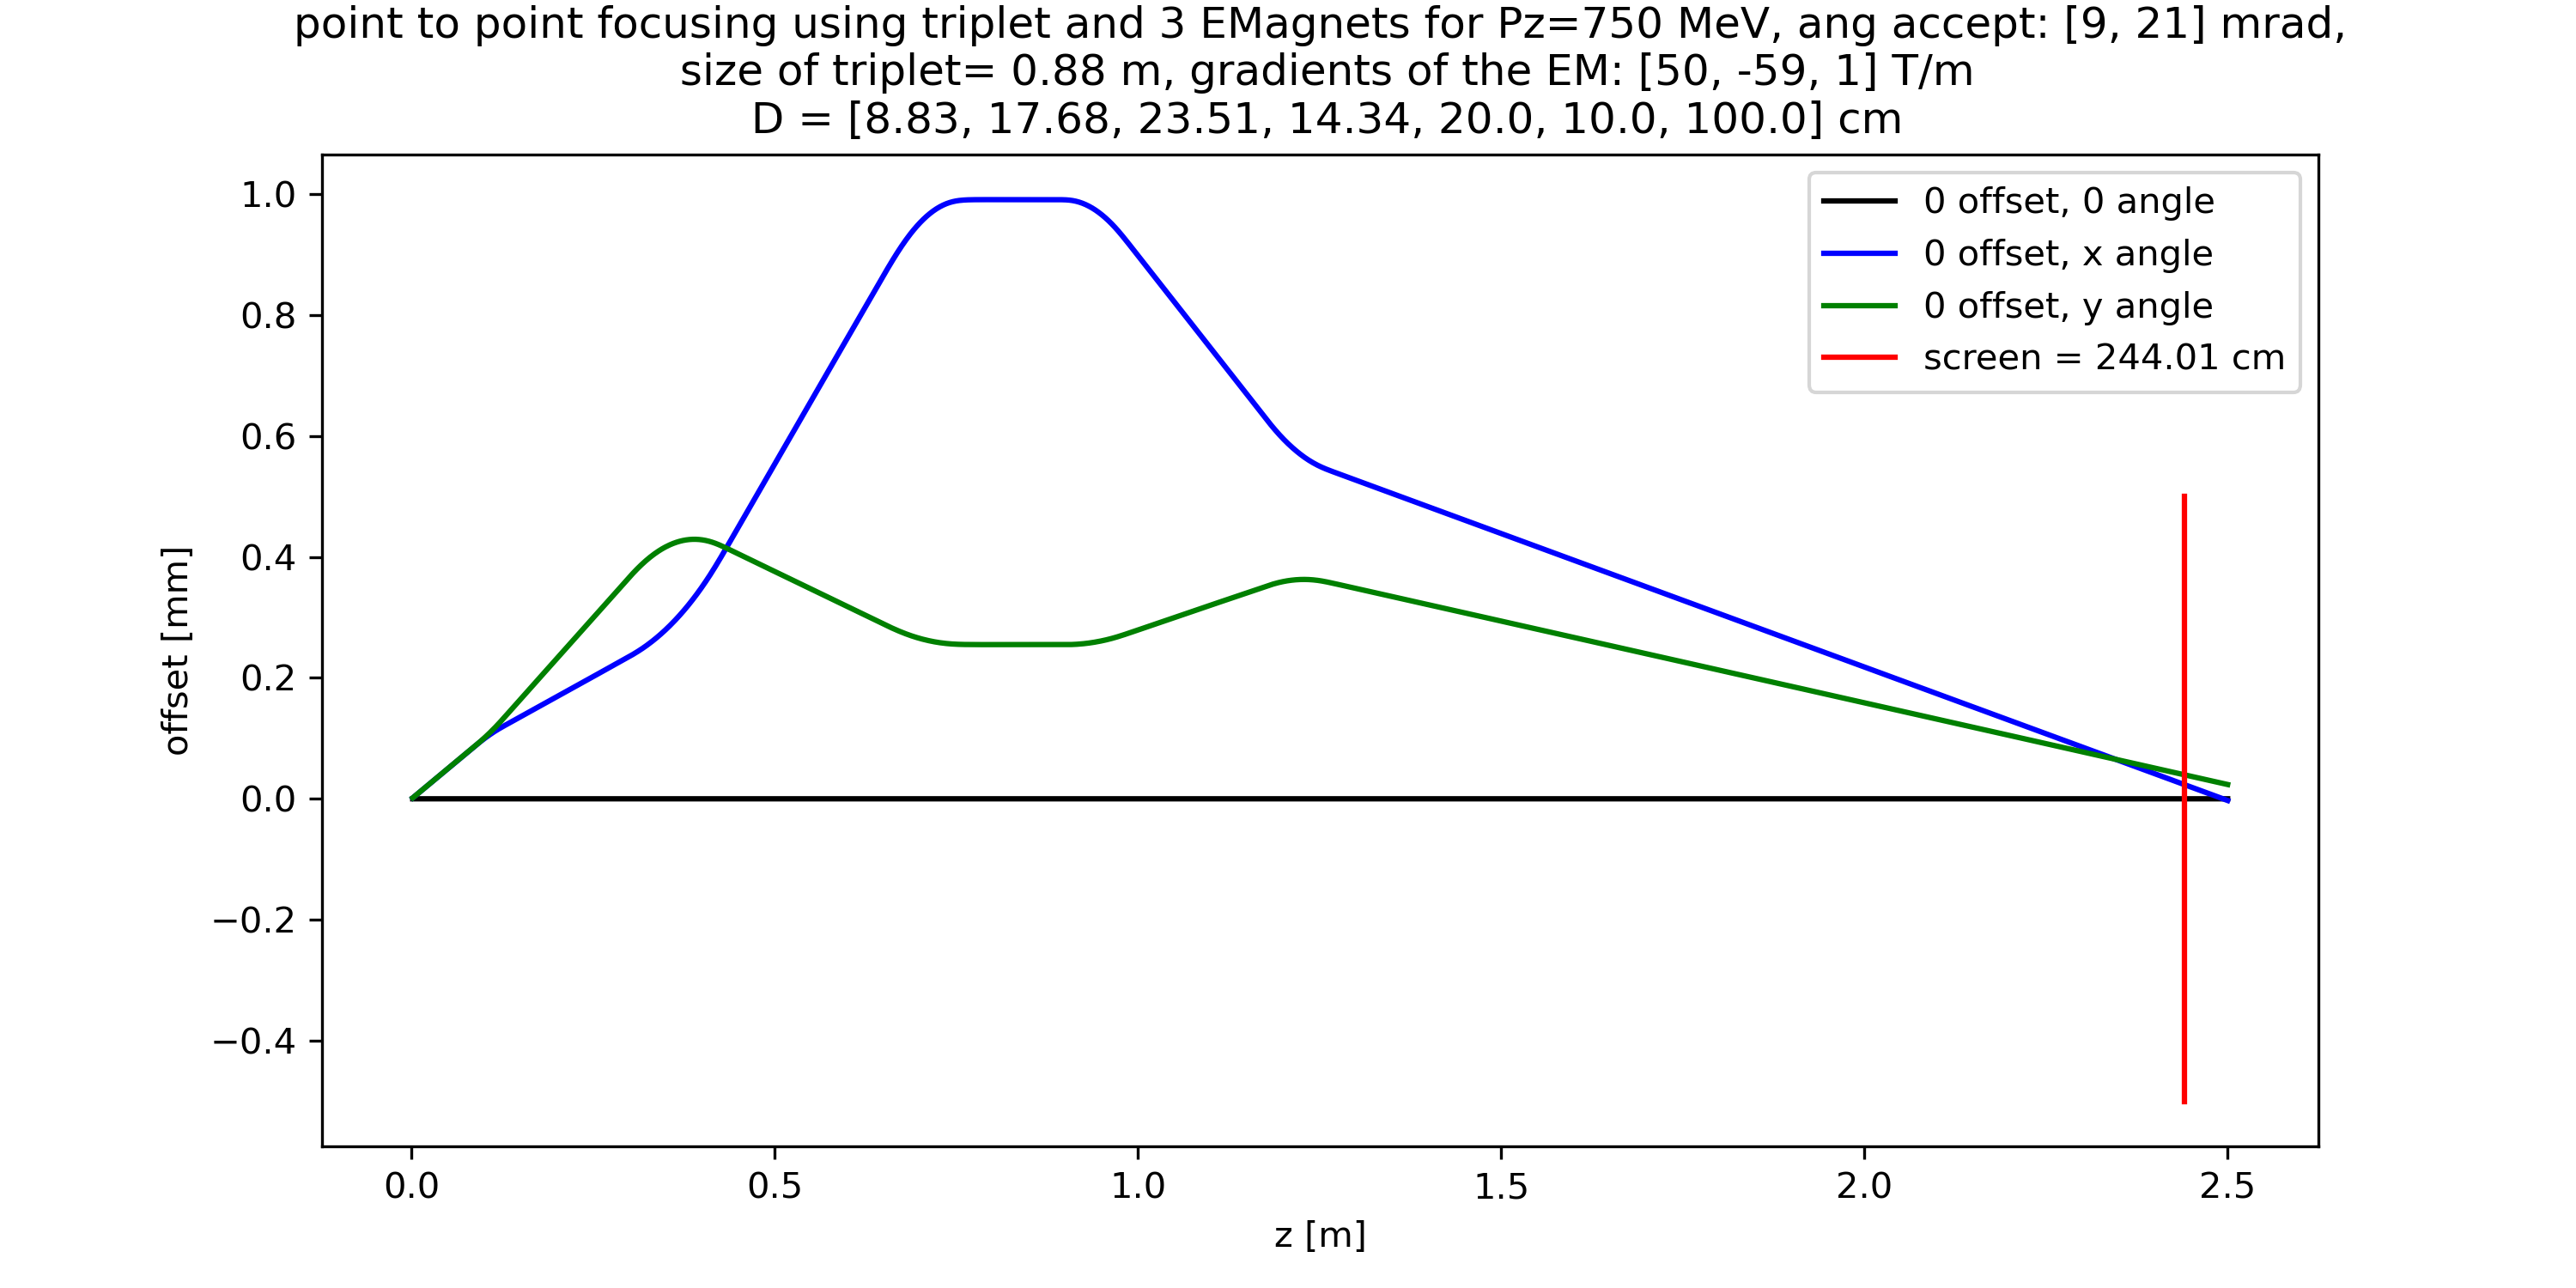 point to point focusing using triplet and 3 EMagnets for Pz=750 MeV, ang accept: [9, 21] mrad,
size of triplet= 0.88 m, gradients of the EM: [50, -59, 1] T/m
D = [8.83, 17.68, 23.51, 14.34, 20.0, 10.0, 100.0] cm
0 offset, 0 angle
0 offset, x angle
0 offset, y angle
screen = 244.01 cm
offset [mm]
1.0
0.8
0.6
0.4
0.2
0.0
−0.2
−0.4
0.0 0.5 1.0 1.5 2.0 2.5
z [m]